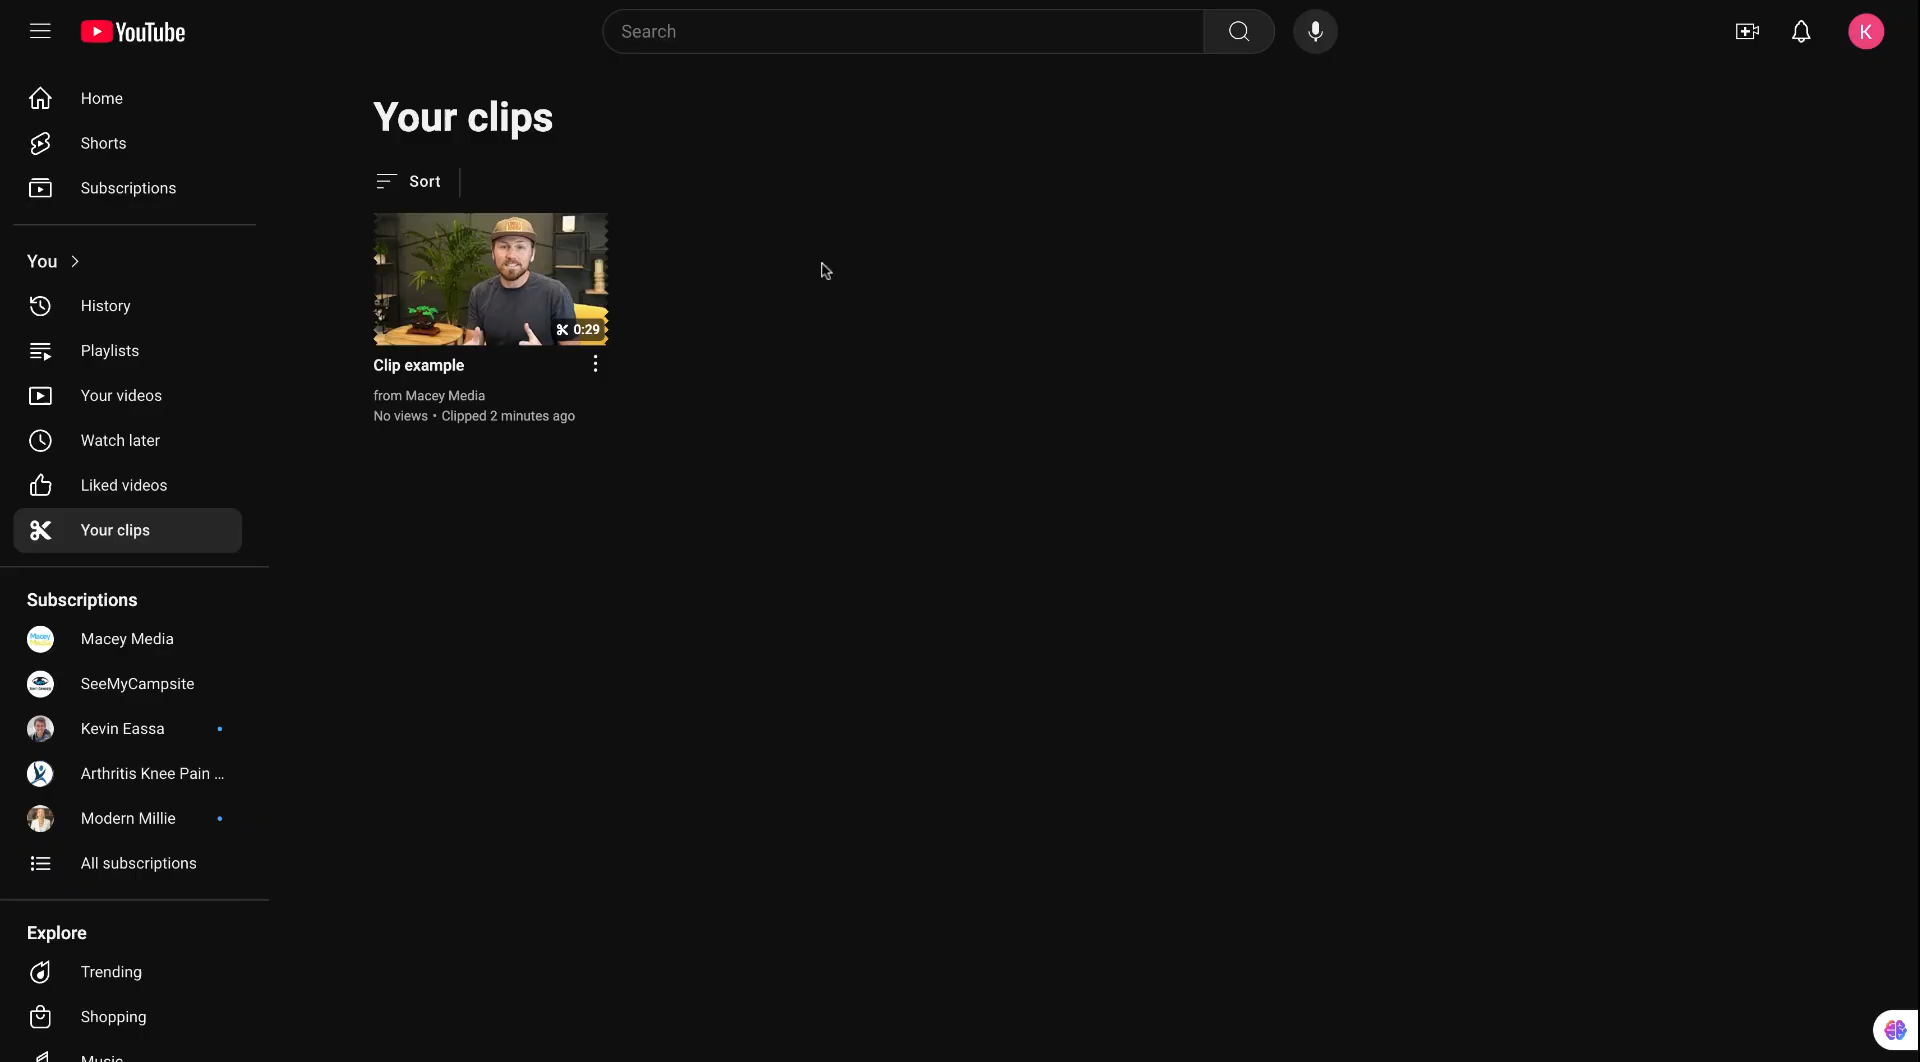 YouTube
Search
K
Home
Shorts
Subscriptions
You
History
Playlists
Your videos
Watch later
Liked videos
Your clips
Subscriptions
Macey Media
SeeMyCampsite
Kevin Eassa
Arthritis Knee Pain ...
Modern Millie
All subscriptions
Explore
Trending
Shopping
Music
Your clips
Sort
0:29
Clip example
from Macey Media
No views • Clipped 2 minutes ago